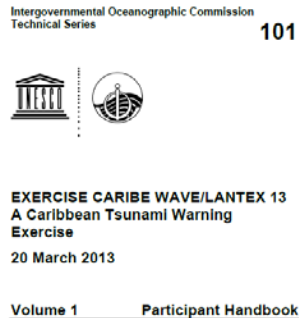 Intergovernmental Oceanographic Commission
Technical Series
101
UNESCO
EXERCISE CARIBE WAVE/LANTEX 13
A Caribbean Tsunami Warning
Exercise
20 March 2013
Volume 1 Participant Handbook